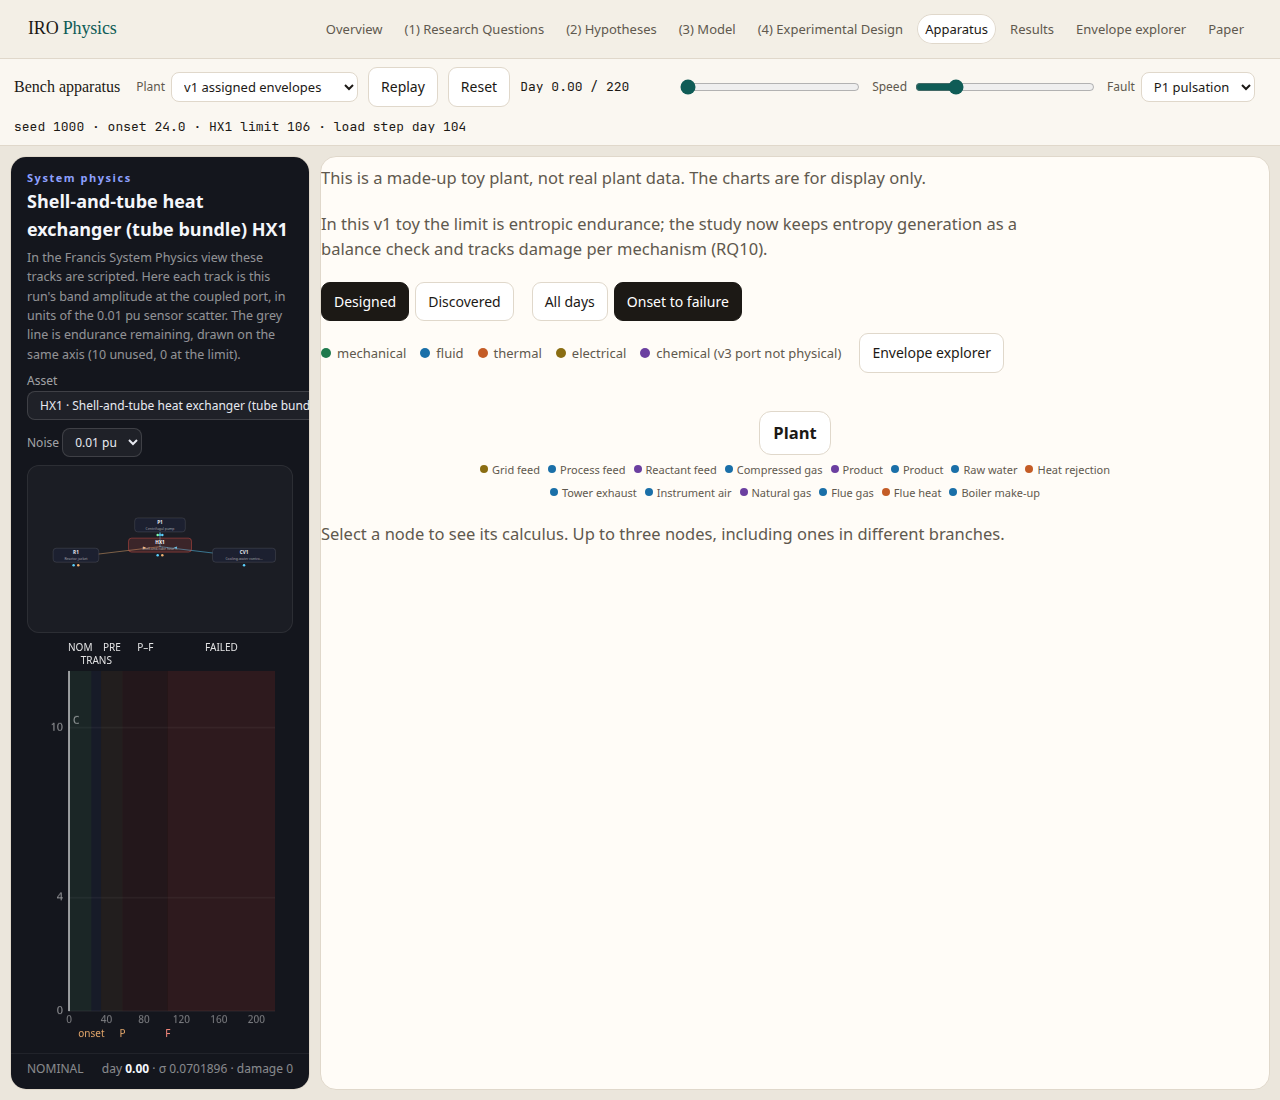 IRO Physics
Overview
(1) Research Questions
(2) Hypotheses
(3) Model
(4) Experimental Design
Apparatus
Results
Envelope explorer
Paper
Bench apparatus
Plant
v1 assigned envelopes
Replay
Reset
Day 0.00 / 220
Speed
Fault
P1 pulsation
seed 1000 · onset 24.0 · HX1 limit 106 · load step day 104
System physics
Shell-and-tube heat
exchanger (tube bundle) HX1
In the Francis System Physics view these
tracks are scripted. Here each track is this
run's band amplitude at the coupled port, in
units of the 0.01 pu sensor scatter. The grey
line is endurance remaining, drawn on the
same axis (10 unused, 0 at the limit).
Asset
HX1 · Shell-and-tube heat exchanger (tube bund
Noise
0.01 pu
P1
Centrifugal pump
HX1
R1
CV1
NOM
PRE
P–F
FAILED
TRANS
C
10
4
0
0
40
80
120
160
200
onset
P
F
NOMINAL
day 0.00 · σ 0.0701896 · damage 0
This is a made-up toy plant, not real plant data. The charts are for display only.
In this v1 toy the limit is entropic endurance; the study now keeps entropy generation as a
balance check and tracks damage per mechanism (RQ10).
Designed
Discovered
All days
Onset to failure
mechanical
fluid
thermal
electrical
chemical (v3 port not physical)
Envelope explorer
Plant
Grid feed
Process feed
Reactant feed
Compressed gas
Product
Product
Raw water
Heat rejection
Tower exhaust
Instrument air
Natural gas
Flue gas
Flue heat
Boiler make-up
Select a node to see its calculus. Up to three nodes, including ones in different branches.